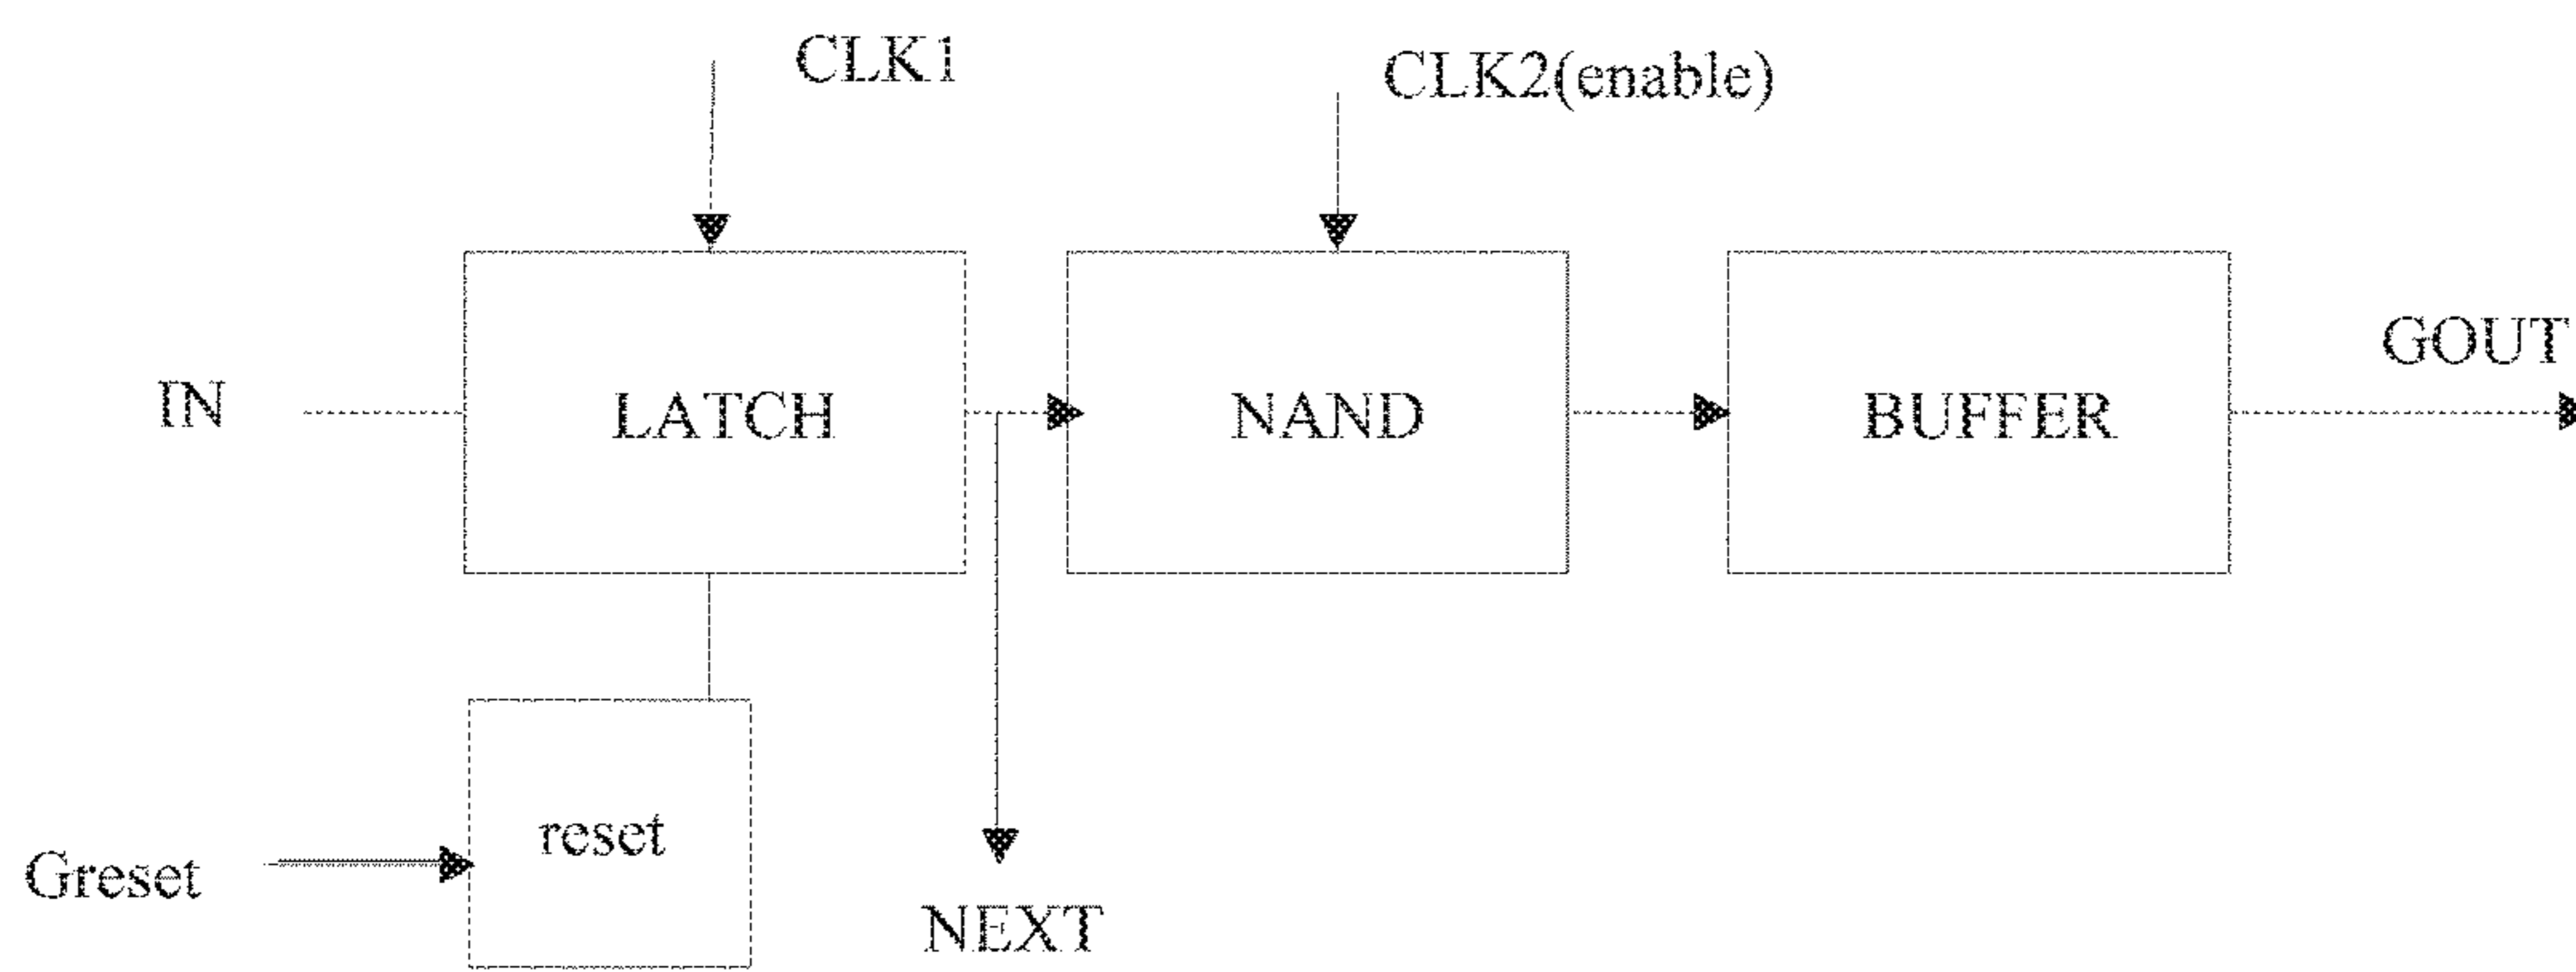 CLK1
CLK2(enable)
IN
LATCH
NAND
BUFFER
GOUT
Greset
reset
NEXT